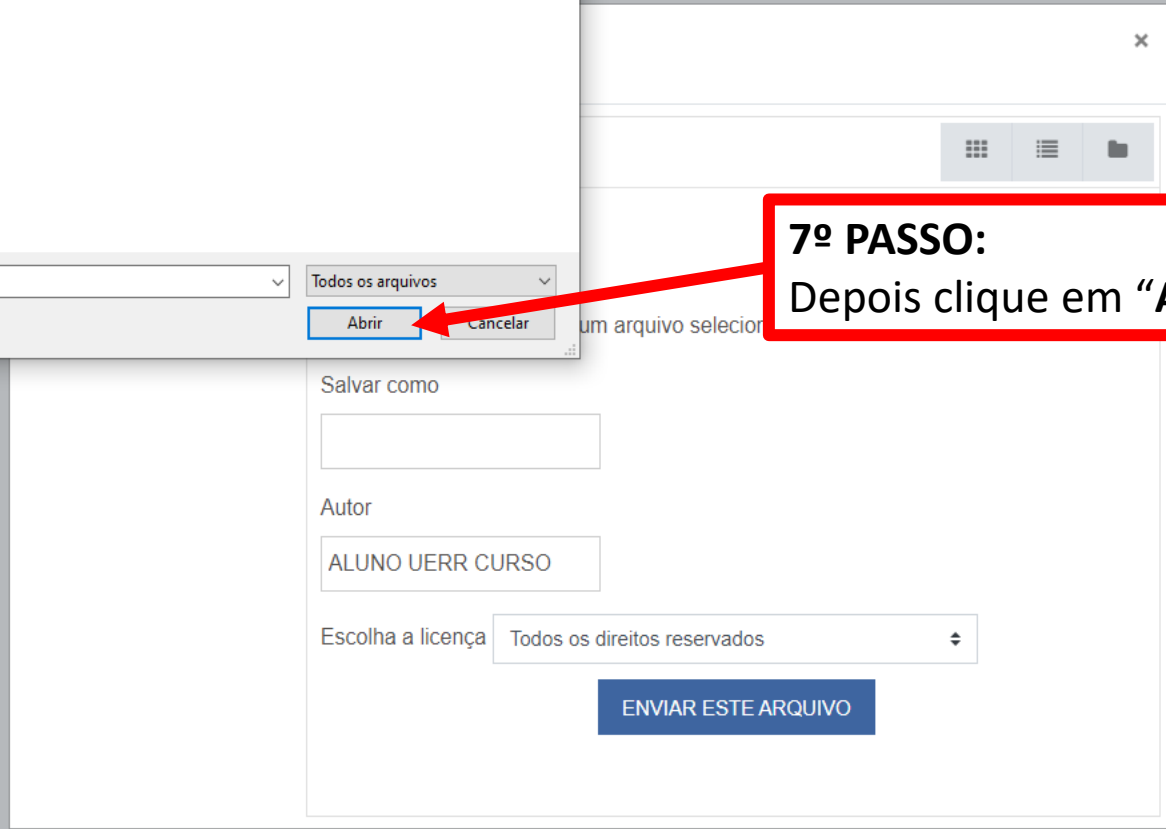 7º PASSO:
Depois clique em “A
Todos os arquivos
Abrir
Cancelar
um arquivo selecion
Salvar como
Autor
ALUNO UERR CURSO
Escolha a licença
Todos os direitos reservados
ENVIAR ESTE ARQUIVO